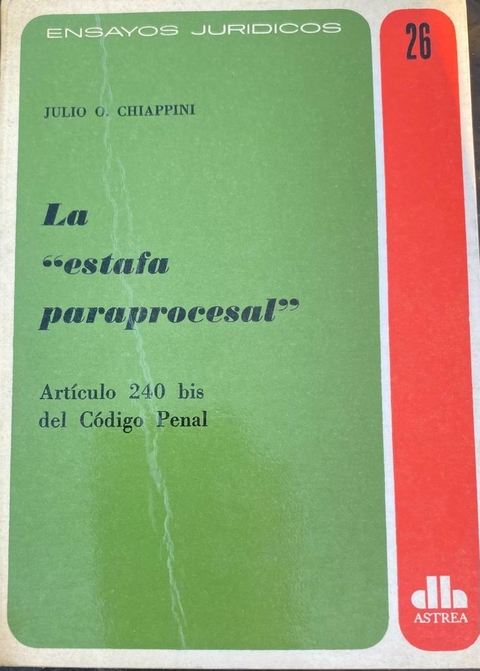 ENSAYOS JURIDICOS
26
JULIO O. CHIAPPINI
La
“estafa
paraprocesal”
Artículo 240 bis
del Código Penal
ASTREA